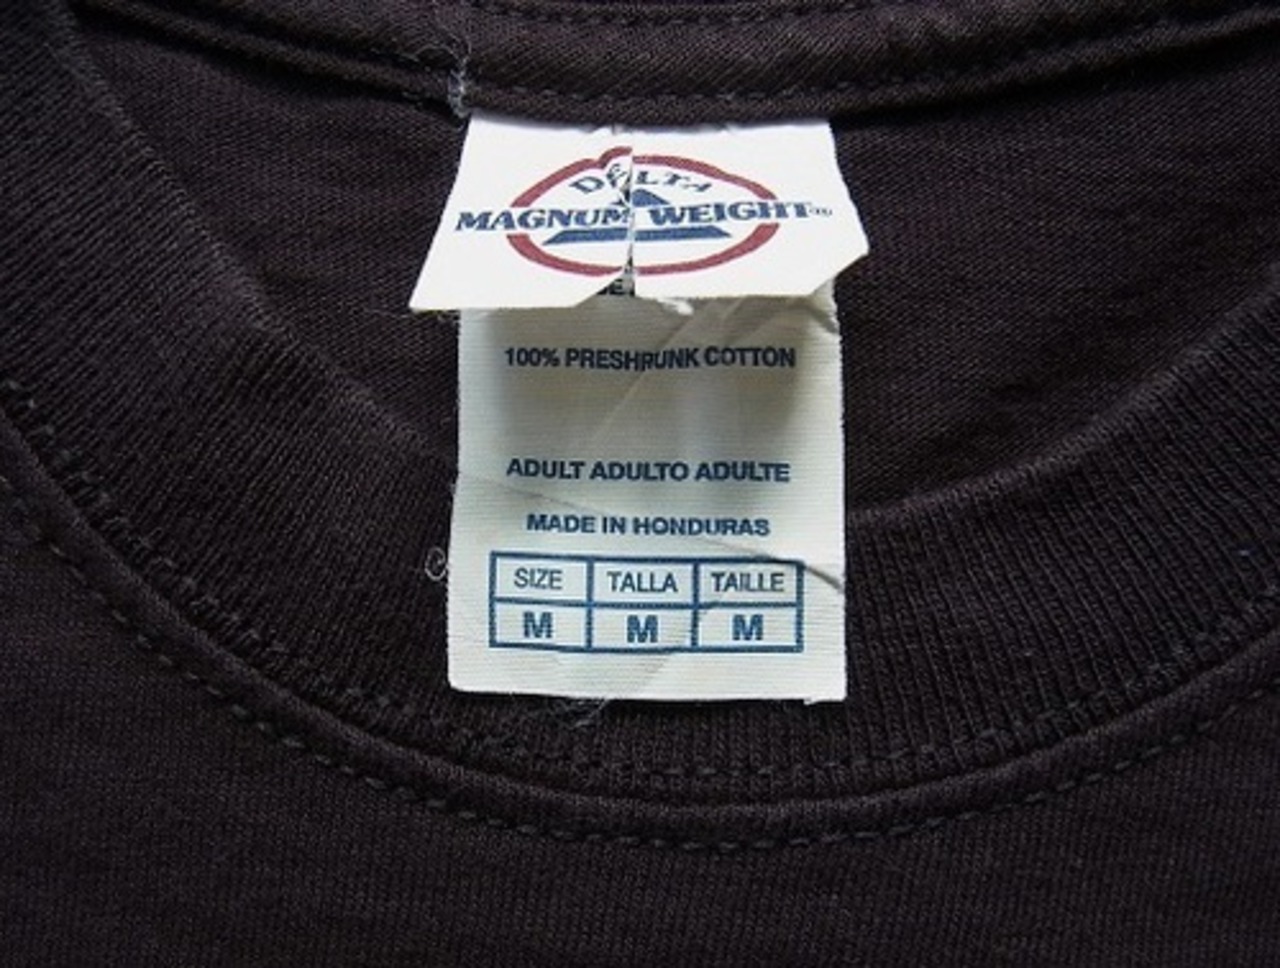 DELTA
MAGNUM WEIGHT
100% PRESHRUNK COTTON
ADULT ADULTO ADULTE
MADE IN HONDURAS
SIZE TALLA TAILLE
M M M